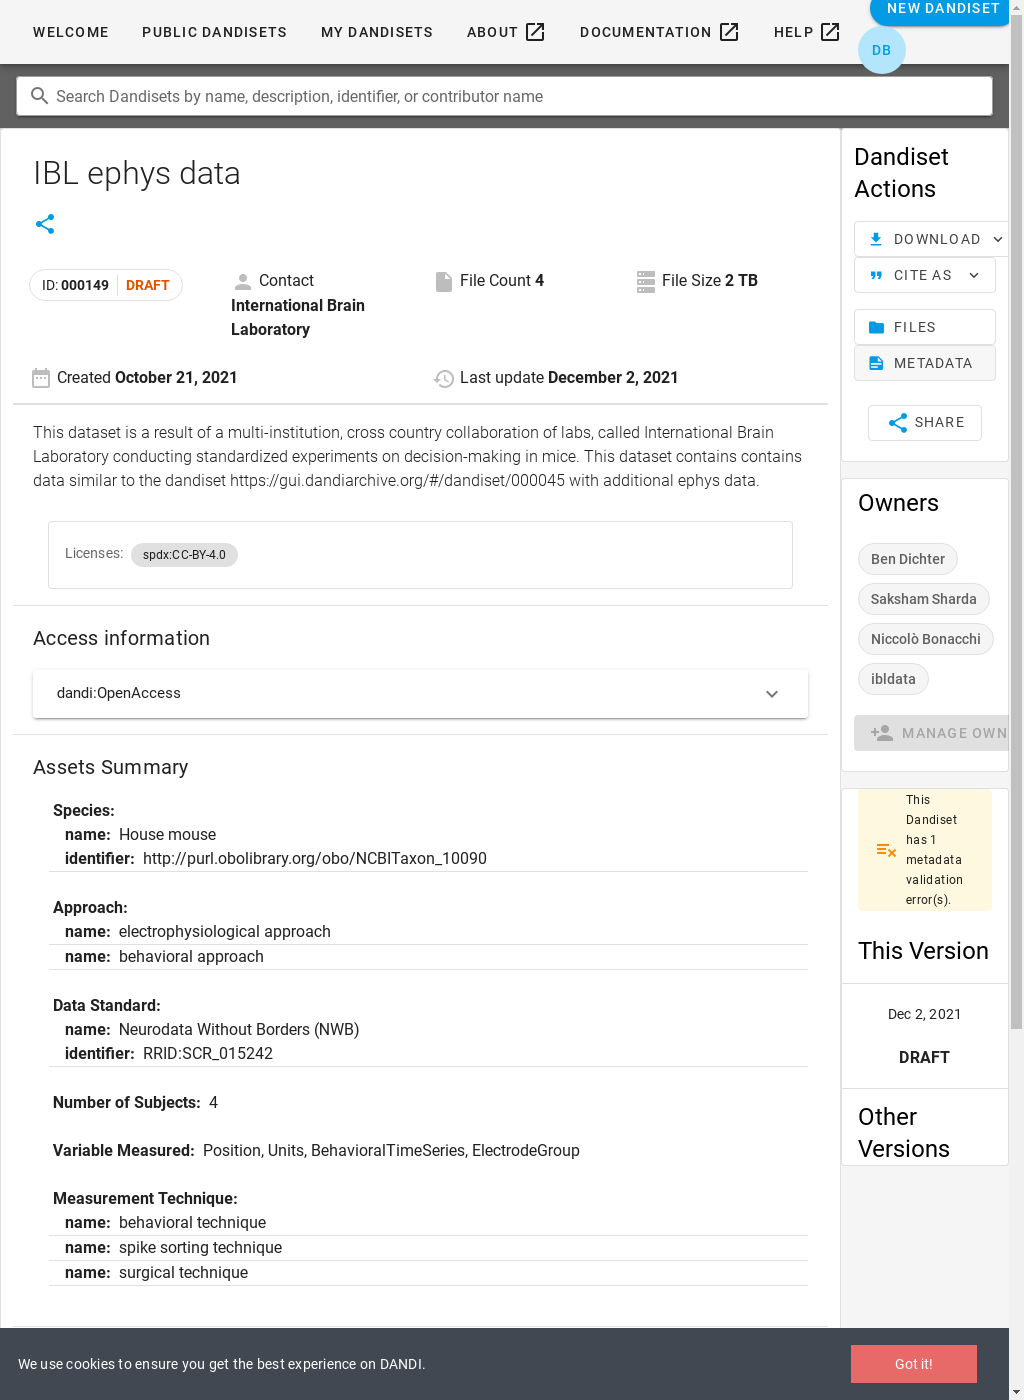 NEW DANDISET
WELCOME PUBLIC DANDISETS MY DANDISETS ABOUT DOCUMENTATION HELP
DB
Search Dandisets by name, description, identifier, or contributor name
IBL ephys data
ID: 000149 DRAFT
Contact
International Brain
Laboratory
File Count 4
File Size 2 TB
Created October 21, 2021
Last update December 2, 2021
This dataset is a result of a multi-institution, cross country collaboration of labs, called International Brain
Laboratory conducting standardized experiments on decision-making in mice. This dataset contains contains
data similar to the dandiset https://gui.dandiarchive.org/#/dandiset/000045 with additional ephys data.
Licenses: spdx:CC-BY-4.0
Access information
dandi:OpenAccess
Assets Summary
Species:
name: House mouse
identifier: http://purl.obolibrary.org/obo/NCBITaxon_10090
Approach:
name: electrophysiological approach
name: behavioral approach
Data Standard:
name: Neurodata Without Borders (NWB)
identifier: RRID:SCR_015242
Number of Subjects: 4
Variable Measured: Position, Units, BehavioralTimeSeries, ElectrodeGroup
Measurement Technique:
name: behavioral technique
name: spike sorting technique
name: surgical technique
Dandiset
Actions
DOWNLOAD
CITE AS
FILES
METADATA
SHARE
Owners
Ben Dichter
Saksham Sharda
Niccolò Bonacchi
ibldata
MANAGE OWN
This
Dandiset
has 1
metadata
validation
error(s).
This Version
Dec 2, 2021
DRAFT
Other
Versions
We use cookies to ensure you get the best experience on DANDI.
Got it!